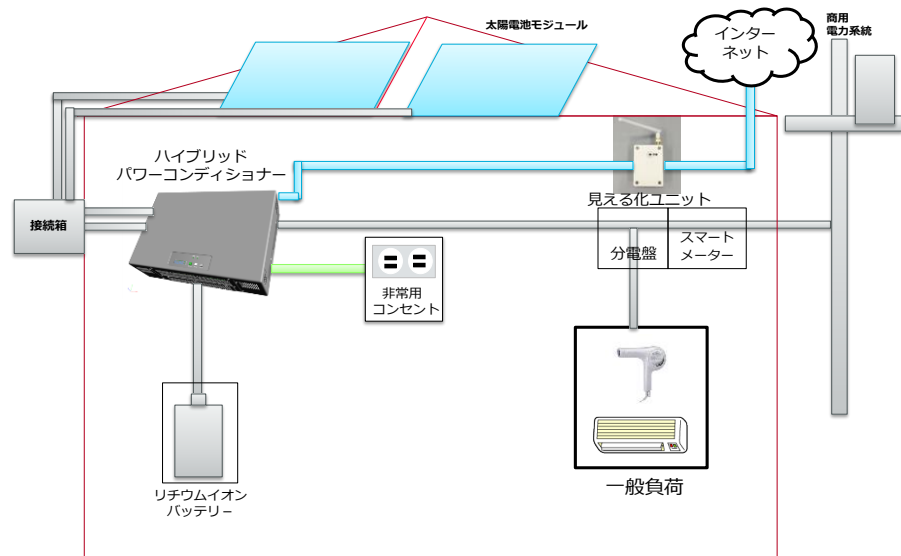 太陽電池モジュール
商用
電力系統
インター
ネット
ハイブリッド
パワーコンディショナー
見える化ユニット
接続箱
分電盤
スマート
メーター
非常用
コンセント
一般負荷
リチウムイオン
バッテリー